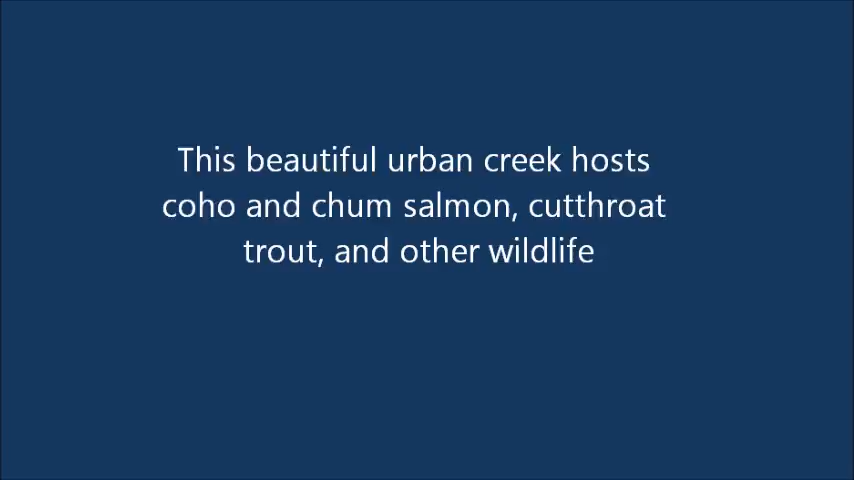 This beautiful urban creek hosts
coho and chum salmon, cutthroat
trout, and other wildlife